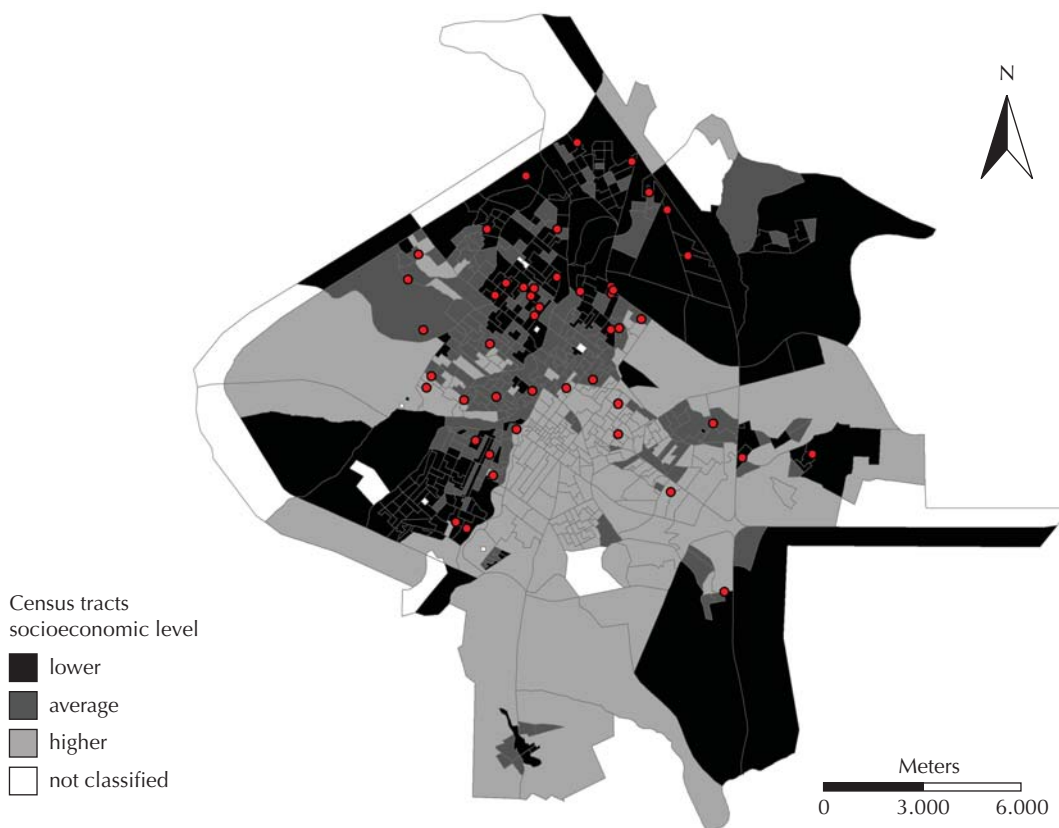 N
Census tracts
socioeconomic level
lower
average
higher
not classified
Meters
0 3.000 6.000